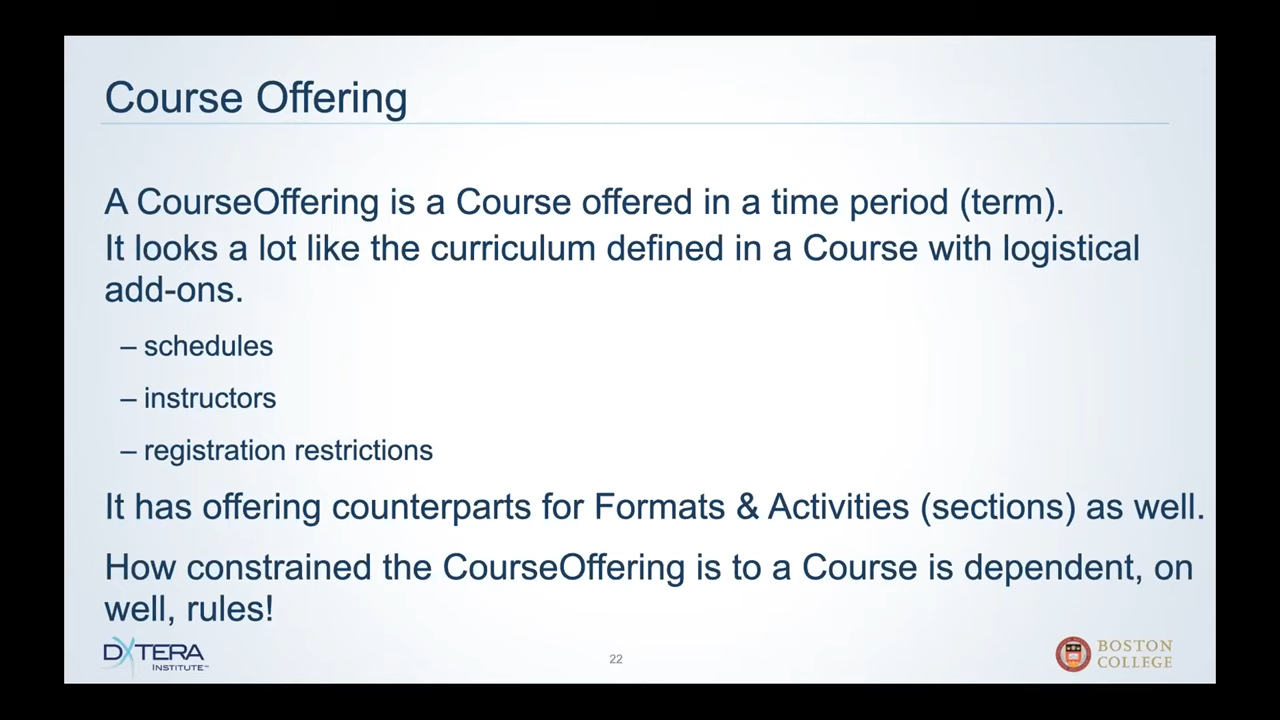 Course Offering
A CourseOffering is a Course offered in a time period (term).
It looks a lot like the curriculum defined in a Course with logistical
add-ons.
– schedules
– instructors
– registration restrictions
It has offering counterparts for Formats & Activities (sections) as well.
How constrained the CourseOffering is to a Course is dependent, on
well, rules!
DXTERA
INSTITUTE™
22
BOSTON
COLLEGE